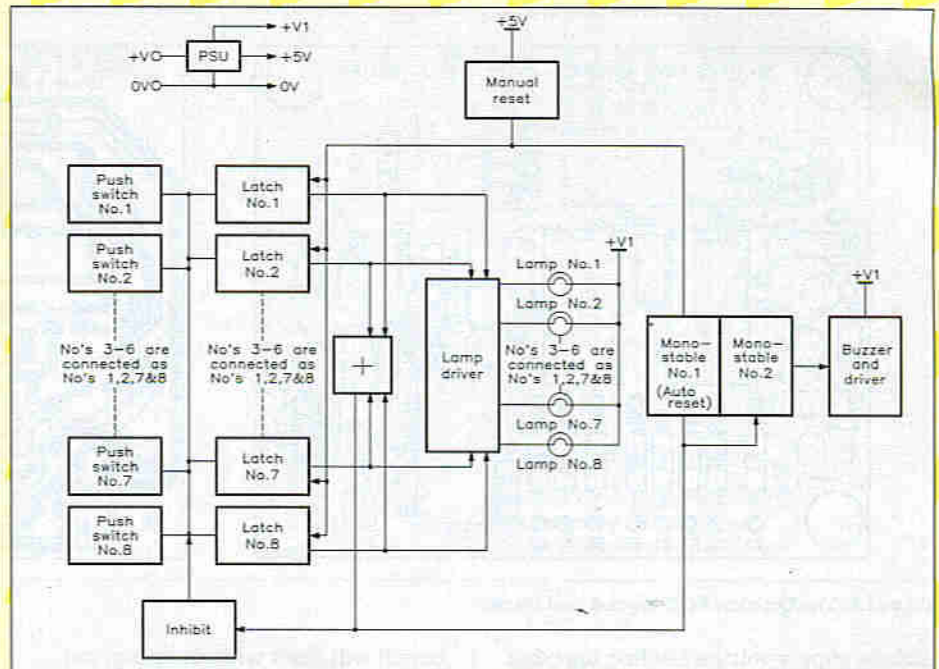 +V1
+V
PSU
+5V
0V
0V
+5V
Manual
reset
Push
switch
No.1
Latch
No.1
Push
switch
No.2
Latch
No.2
No's 3-6 are
connected as
No's 1,2,7&8
No's 3-6 are
connected as
No's 1,2,7&8
Push
switch
No.7
Latch
No.7
Push
switch
No.8
Latch
No.8
Inhibit
+
Lamp
driver
+V1
Lamp No.1
Lamp No.2
No's 3-6 are
connected as
No's 1,2,7&8
Lamp No.7
Lamp No.8
Mono-
stable
No.1
(Auto
reset)
Mono-
stable
No.2
+V1
Buzzer
and
driver